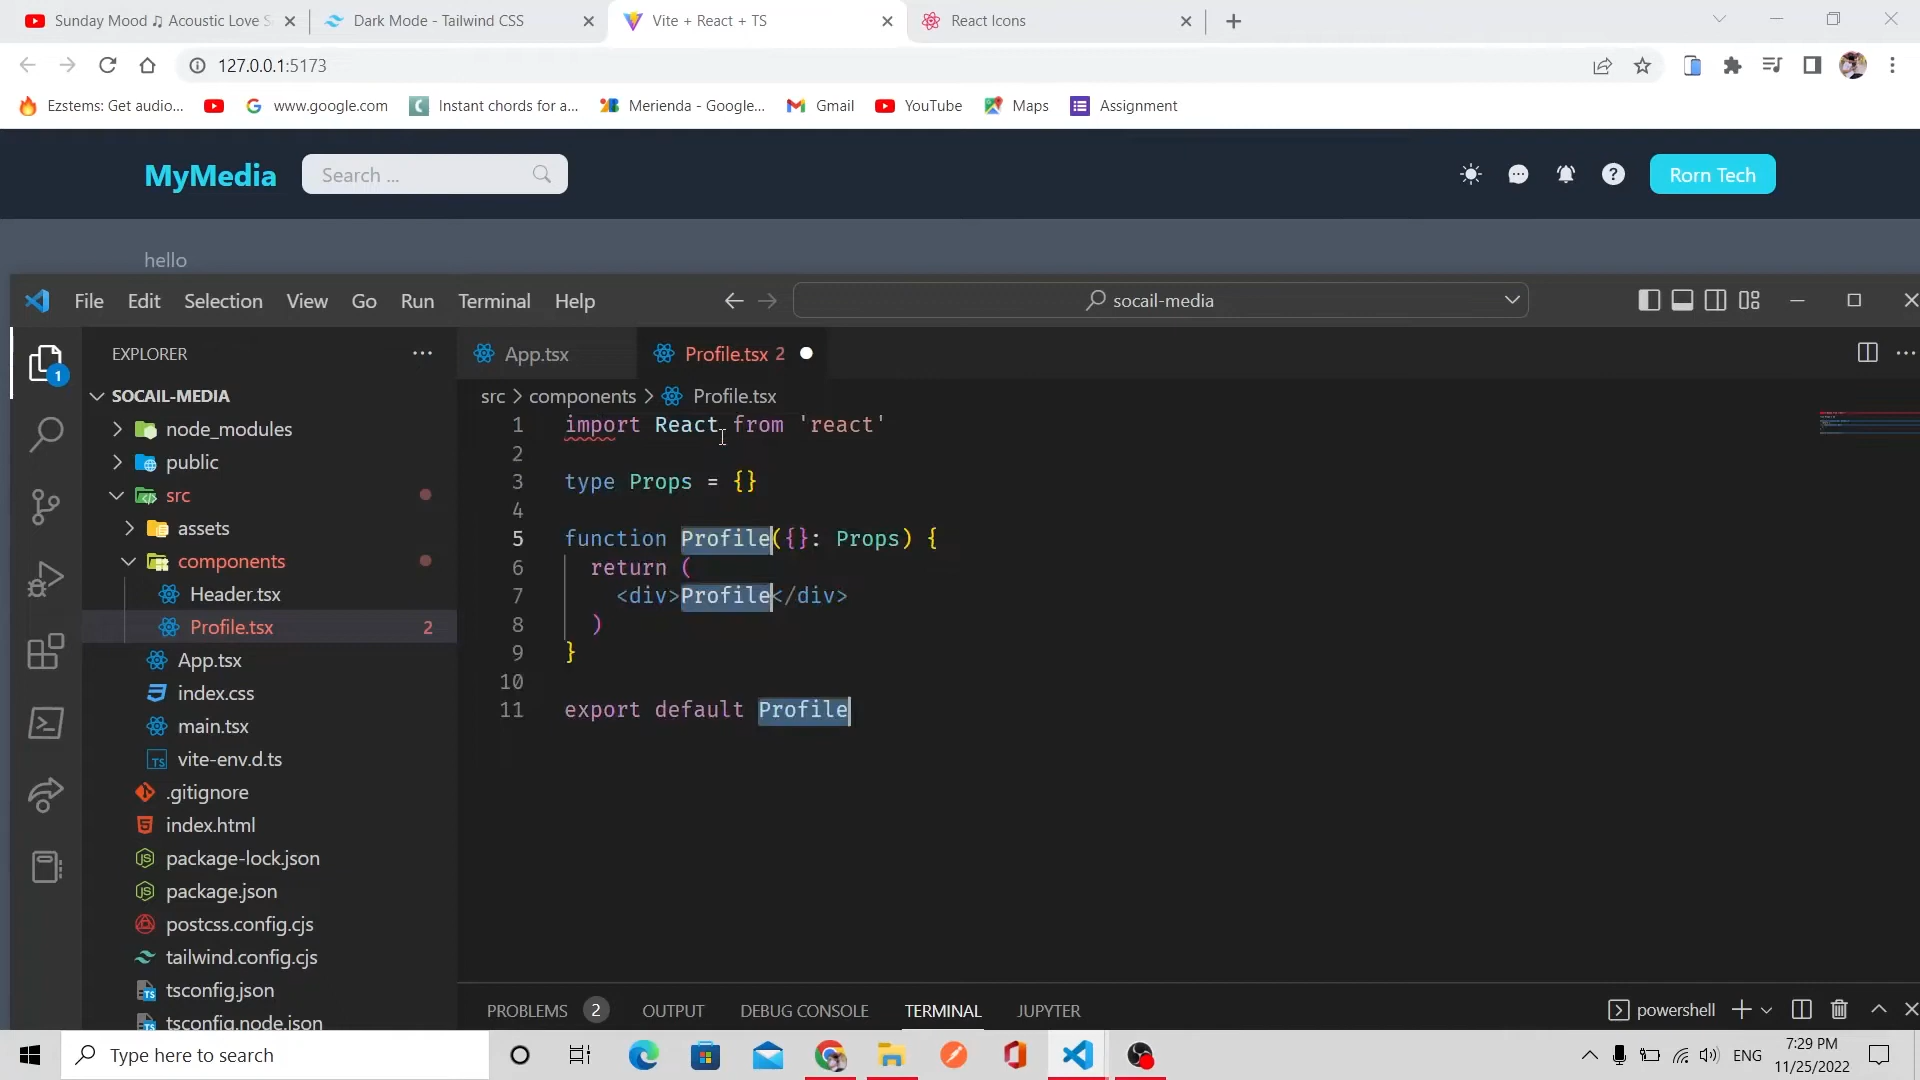 Sunday Mood ♫ Acoustic Love S
Dark Mode - Tailwind CSS
Vite + React + TS
React Icons
127.0.0.1:5173
Ezstems: Get audio...
www.google.com
Instant chords for a...
Merienda - Google...
Gmail
YouTube
Maps
Assignment
MyMedia
Search ...
Rorn Tech
hello
File Edit Selection View Go Run Terminal Help
socail-media
EXPLORER
App.tsx
Profile.tsx 2
SOCAIL-MEDIA
src > components > Profile.tsx
node_modules
public
src
assets
components
Header.tsx
Profile.tsx 2
App.tsx
index.css
main.tsx
vite-env.d.ts
.gitignore
index.html
package-lock.json
package.json
postcss.config.cjs
tailwind.config.cjs
tsconfig.json
tsconfig.node.json
1
1 import React from 'react'
2
3 type Props = {}
4
5 function Profile({}: Props) {
6 return (
7 <div>Profile</div>
8 )
9 }
10
11 export default Profile
PROBLEMS 2 OUTPUT DEBUG CONSOLE TERMINAL JUPYTER
powershell
Type here to search
ENG
7:29 PM
11/25/2022